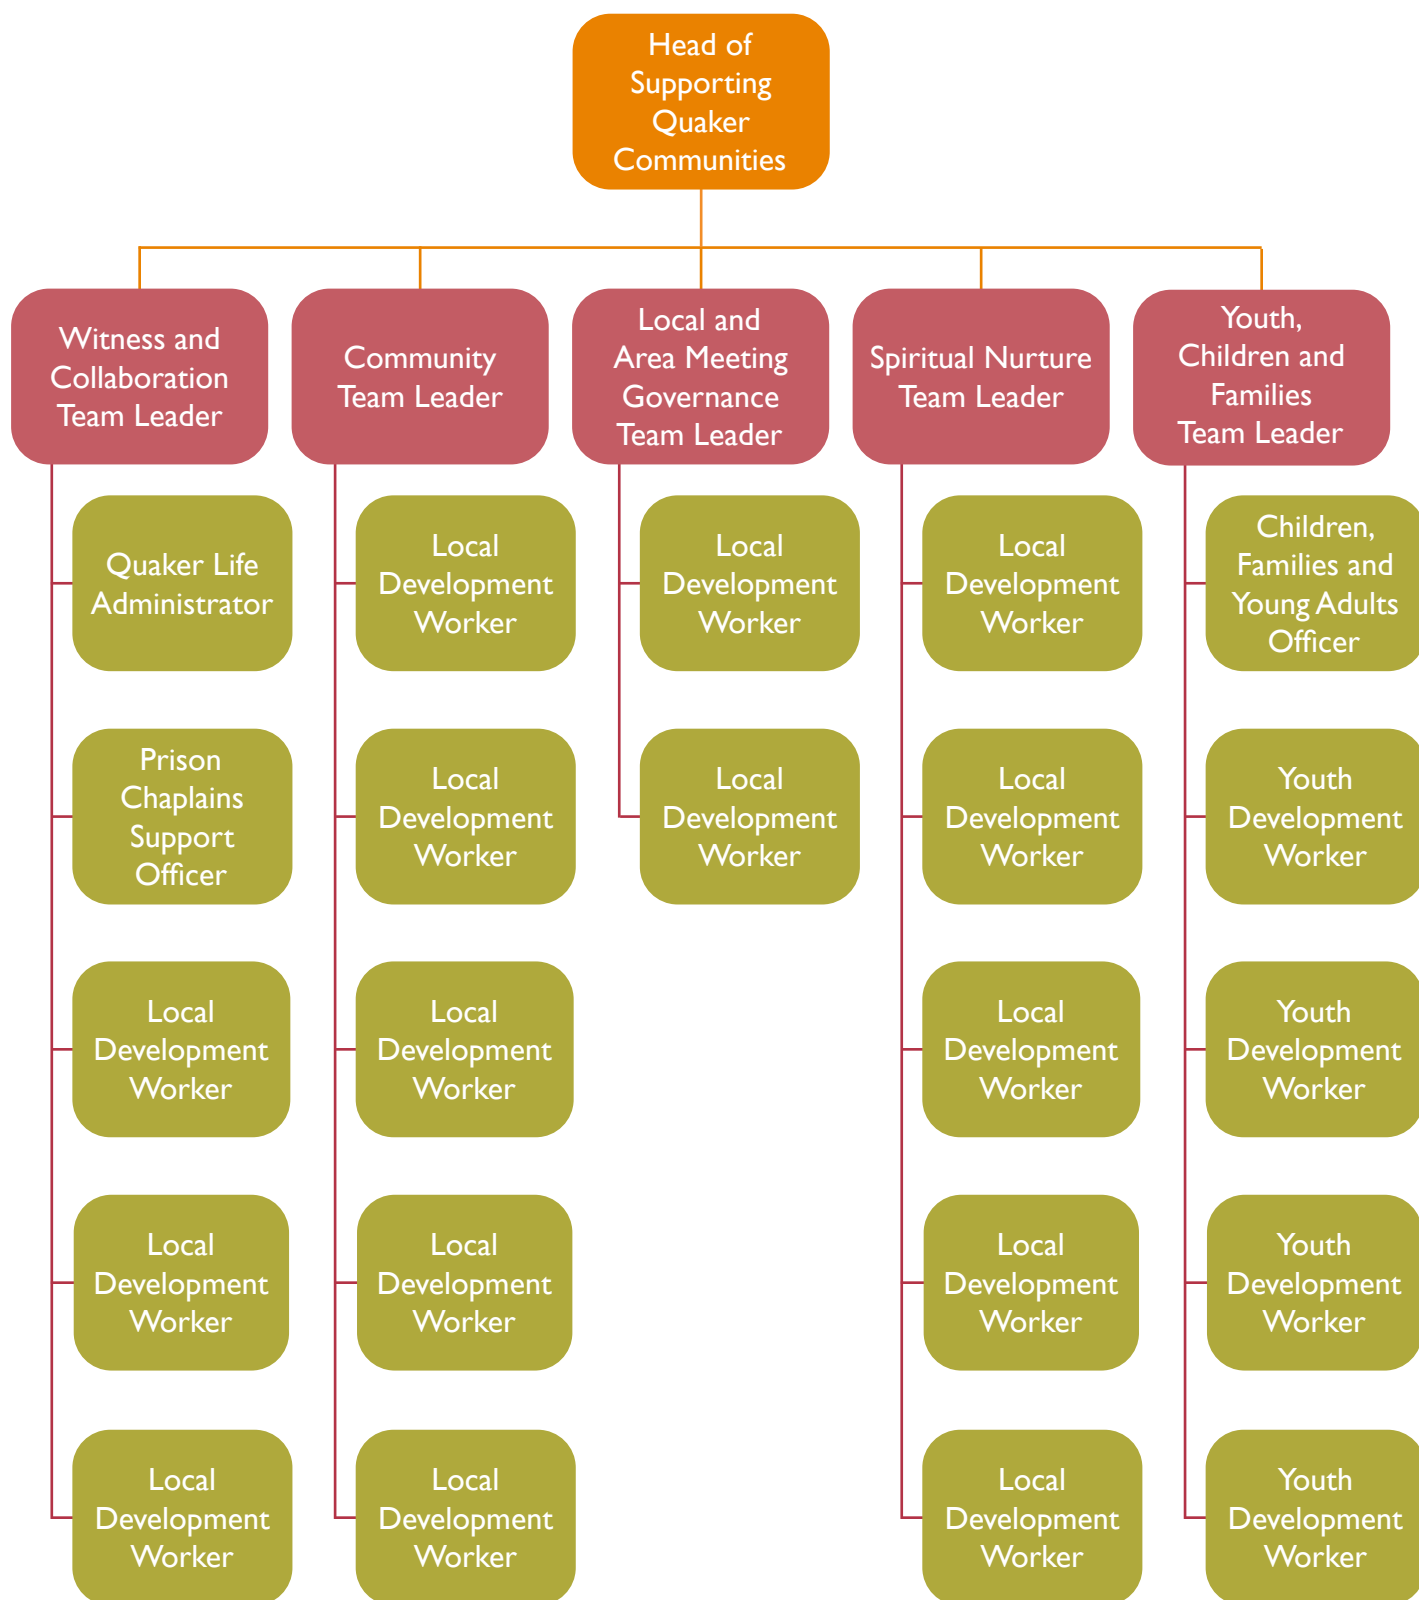 Head of
Supporting
Quaker
Communities
Witness and
Collaboration
Team Leader
Community
Team Leader
Local and
Area Meeting
Governance
Team Leader
Spiritual Nurture
Team Leader
Youth,
Children and
Families
Team Leader
Quaker Life
Administrator
Local
Development
Worker
Local
Development
Worker
Local
Development
Worker
Children,
Families and
Young Adults
Officer
Prison
Chaplains
Support
Officer
Local
Development
Worker
Local
Development
Worker
Local
Development
Worker
Youth
Development
Worker
Local
Development
Worker
Local
Development
Worker
Local
Development
Worker
Youth
Development
Worker
Local
Development
Worker
Local
Development
Worker
Local
Development
Worker
Youth
Development
Worker
Local
Development
Worker
Local
Development
Worker
Local
Development
Worker
Youth
Development
Worker